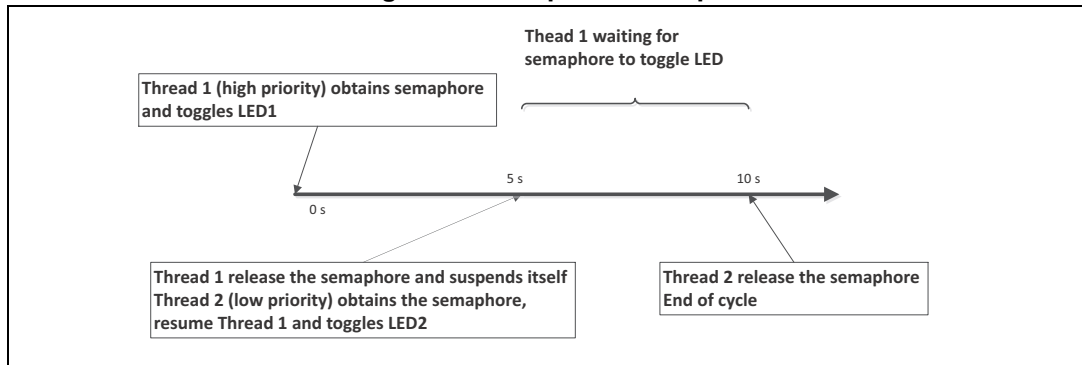 Thead 1 waiting for
semaphore to toggle LED
Thread 1 (high priority) obtains semaphore
and toggles LED1
5 s
10 s
0 s
Thread 1 release the semaphore and suspends itself
Thread 2 (low priority) obtains the semaphore,
resume Thread 1 and toggles LED2
Thread 2 release the semaphore
End of cycle